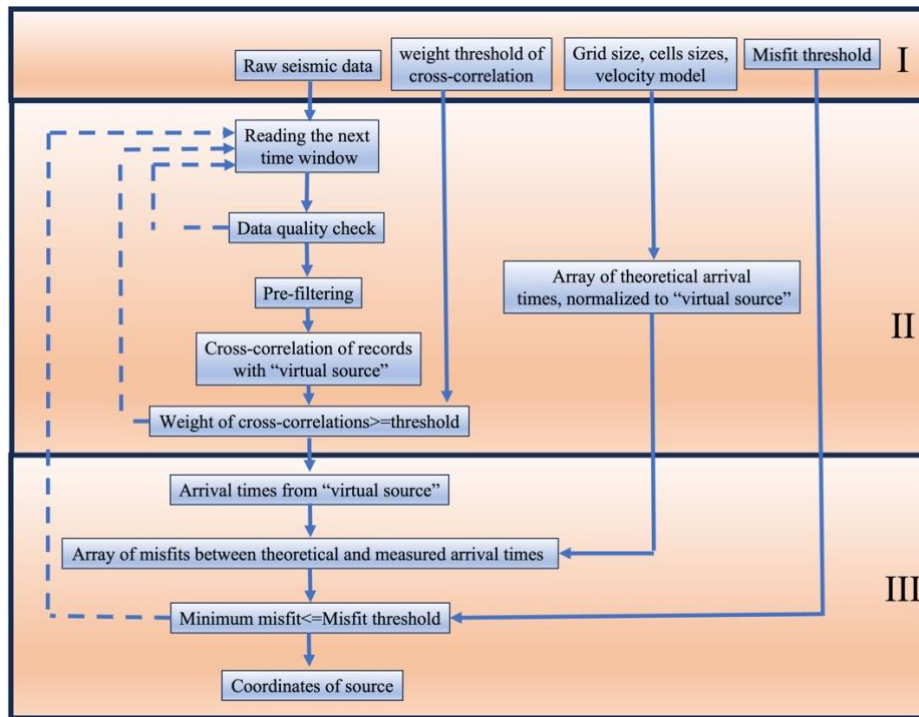 Raw seismic data
weight threshold of
cross-correlation
Grid size, cells sizes,
velocity model
Misfit threshold
I
Reading the next
time window
Data quality check
Pre-filtering
Array of theoretical arrival
times, normalized to “virtual source”
II
Cross-correlation of records
with “virtual source”
Weight of cross-correlations>=threshold
Arrival times from “virtual source”
Array of misfits between theoretical and measured arrival times
III
Minimum misfit<=Misfit threshold
Coordinates of source